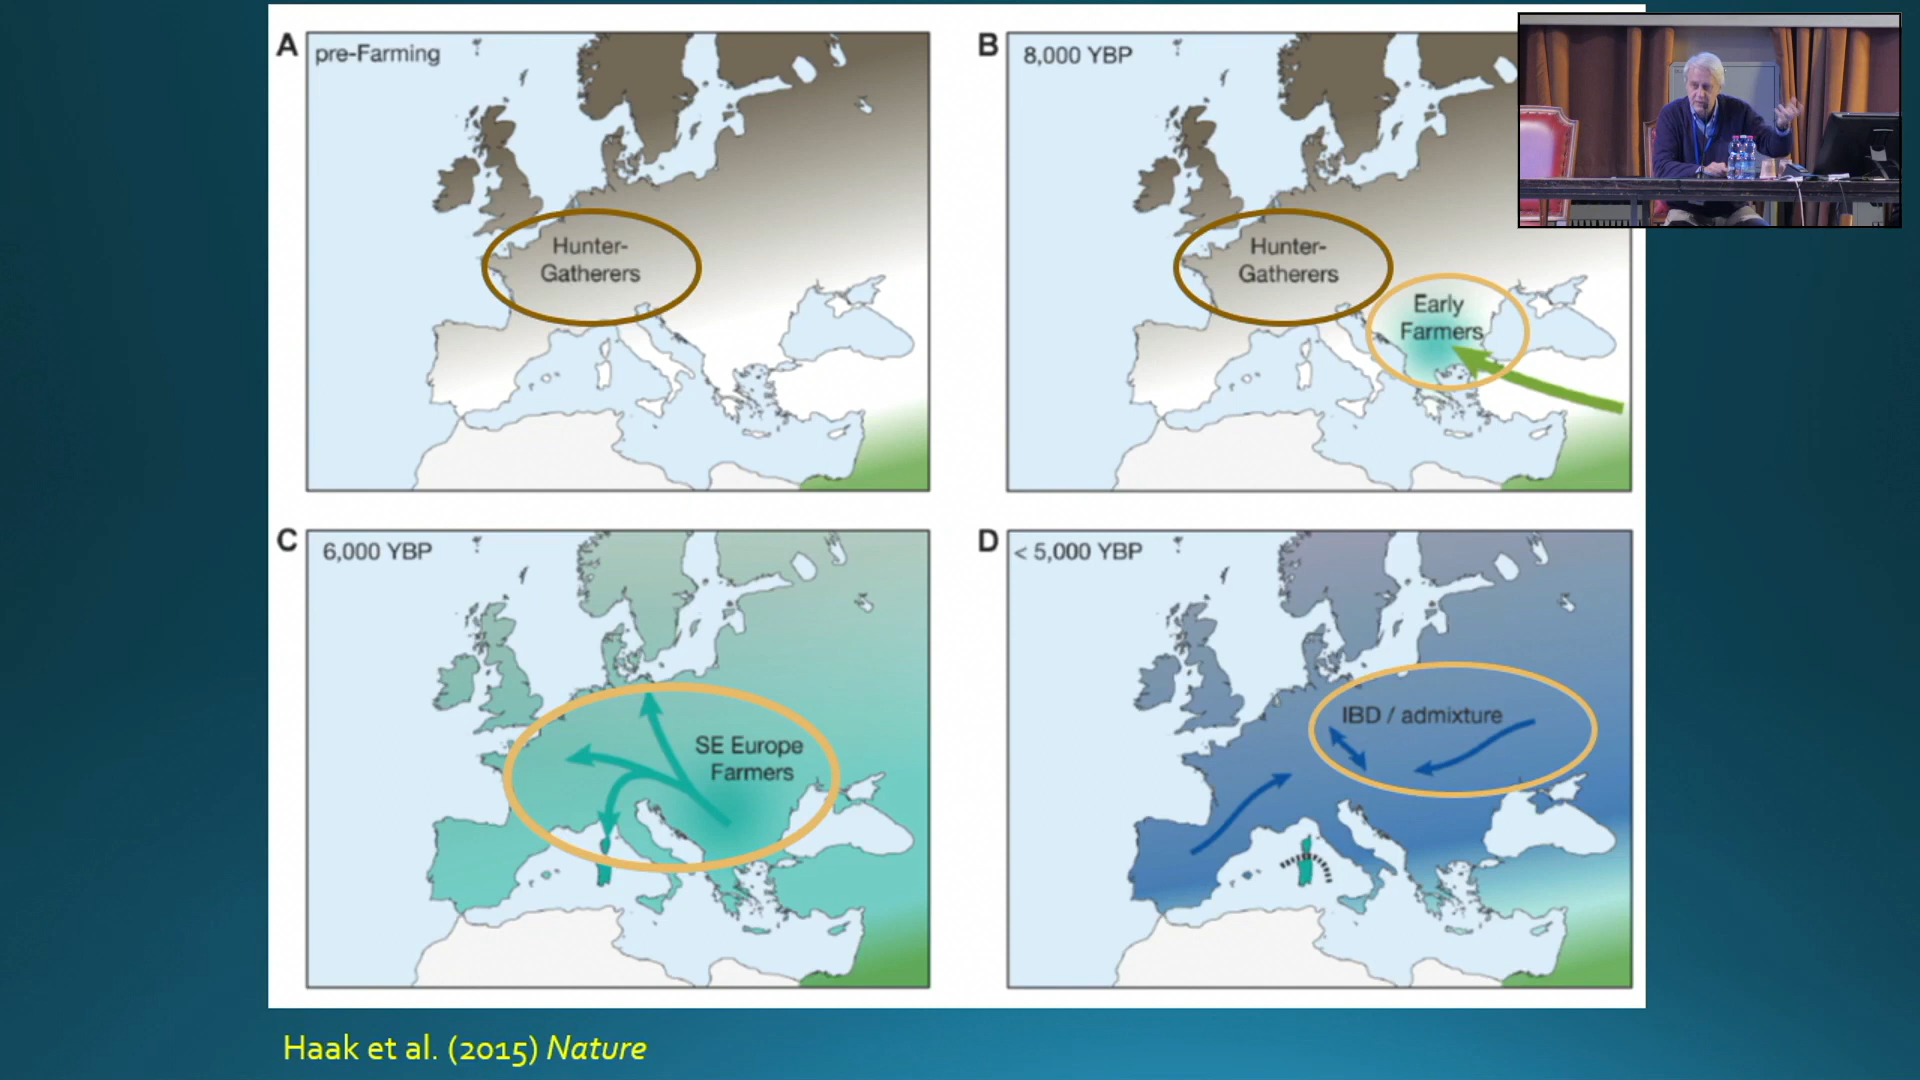 A
pre-Farming
Hunter-
Gatherers
B
8,000 YBP
Hunter-
Gatherers
Early
Farmers
C
6,000 YBP
SE Europe
Farmers
D
< 5,000 YBP
IBD / admixture
Haak et al. (2015) Nature